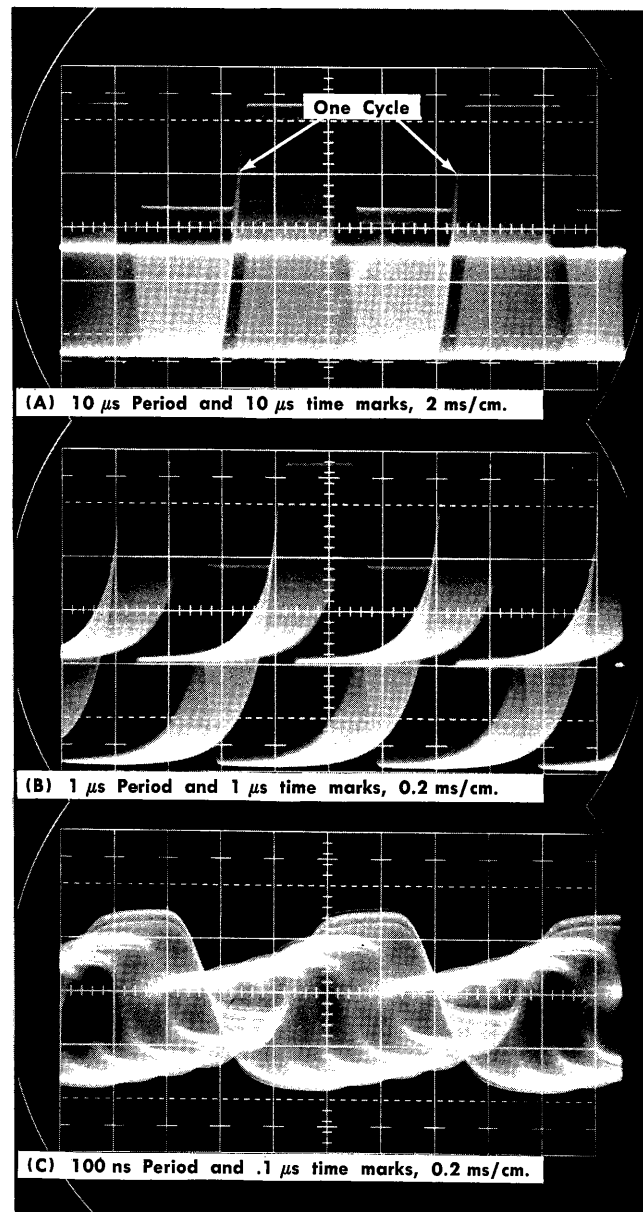 One Cycle
(A) 10 μs Period and 10 μs time marks, 2 ms/cm.
(B) 1 μs Period and 1 μs time marks, 0.2 ms/cm.
(C) 100 ns Period and .1 μs time marks, 0.2 ms/cm.